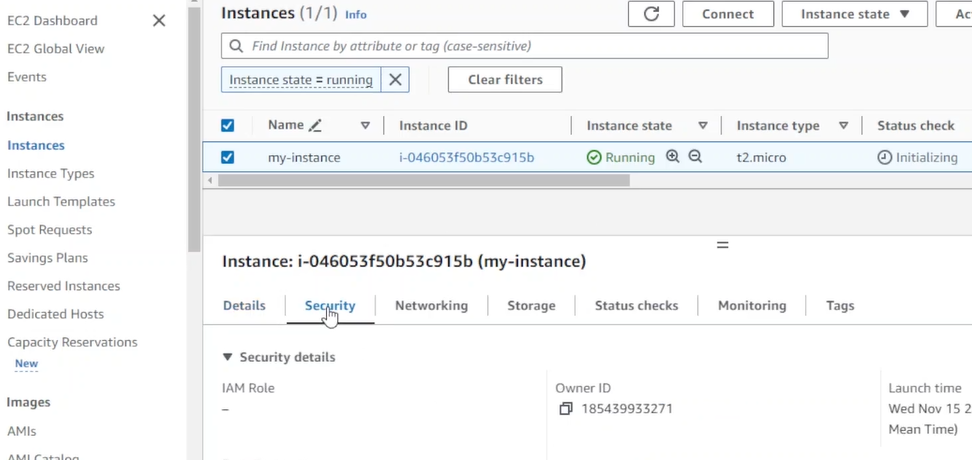 EC2 Dashboard
EC2 Global View
Events
Instances
Instances
Instance Types
Launch Templates
Spot Requests
Savings Plans
Reserved Instances
Dedicated Hosts
Capacity Reservations
New
Images
AMIs
AMI Catalog
Instances (1/1) Info
Connect
Instance state
Find Instance by attribute or tag (case-sensitive)
Instance state = running
Clear filters
Name Instance ID Instance state Instance type Status check
my-instance i-046053f50b53c915b Running t2.micro Initializing
Instance: i-046053f50b53c915b (my-instance)
Details Security Networking Storage Status checks Monitoring Tags
Security details
IAM Role Owner ID Launch time
– 185439933271 Wed Nov 15 2
Mean Time)